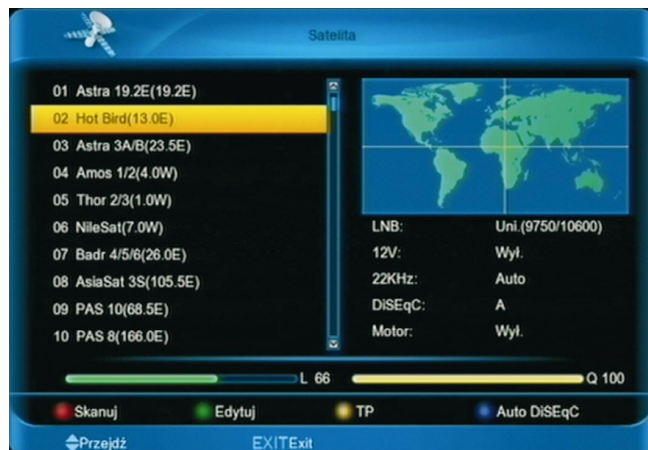 Satelita
01 Astra 19.2E(19.2E)
02 Hot Bird(13.0E)
03 Astra 3A/B(23.5E)
04 Amos 1/2(4.0W)
05 Thor 2/3(1.0W)
06 NileSat(7.0W)
07 Badr 4/5/6(26.0E)
08 AsiaSat 3S(105.5E)
09 PAS 10(68.5E)
10 PAS 8(166.0E)
LNB: Uni.(9750/10600)
12V: Wył.
22KHz: Auto
DiSEqC: A
Motor: Wył.
L 66 Q 100
Skanuj Edytuj TP Auto DiSEqC
Przejdź EXITExit